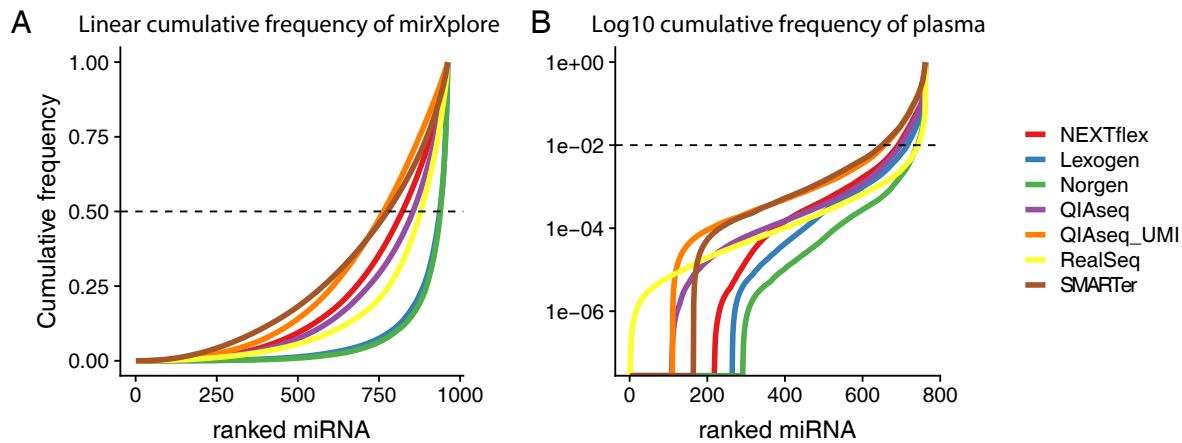 A
Linear cumulative frequency of mirXplore
Cumulative frequency
1.00
0.75
0.50
0.25
0.00
0
250
500
750
1000
ranked miRNA
B
Log10 cumulative frequency of plasma
1e+00
1e−02
1e−04
1e−06
0
200
400
600
800
ranked miRNA
NEXTflex
Lexogen
Norgen
QIAseq
QIAseq_UMI
RealSeq
SMARTer